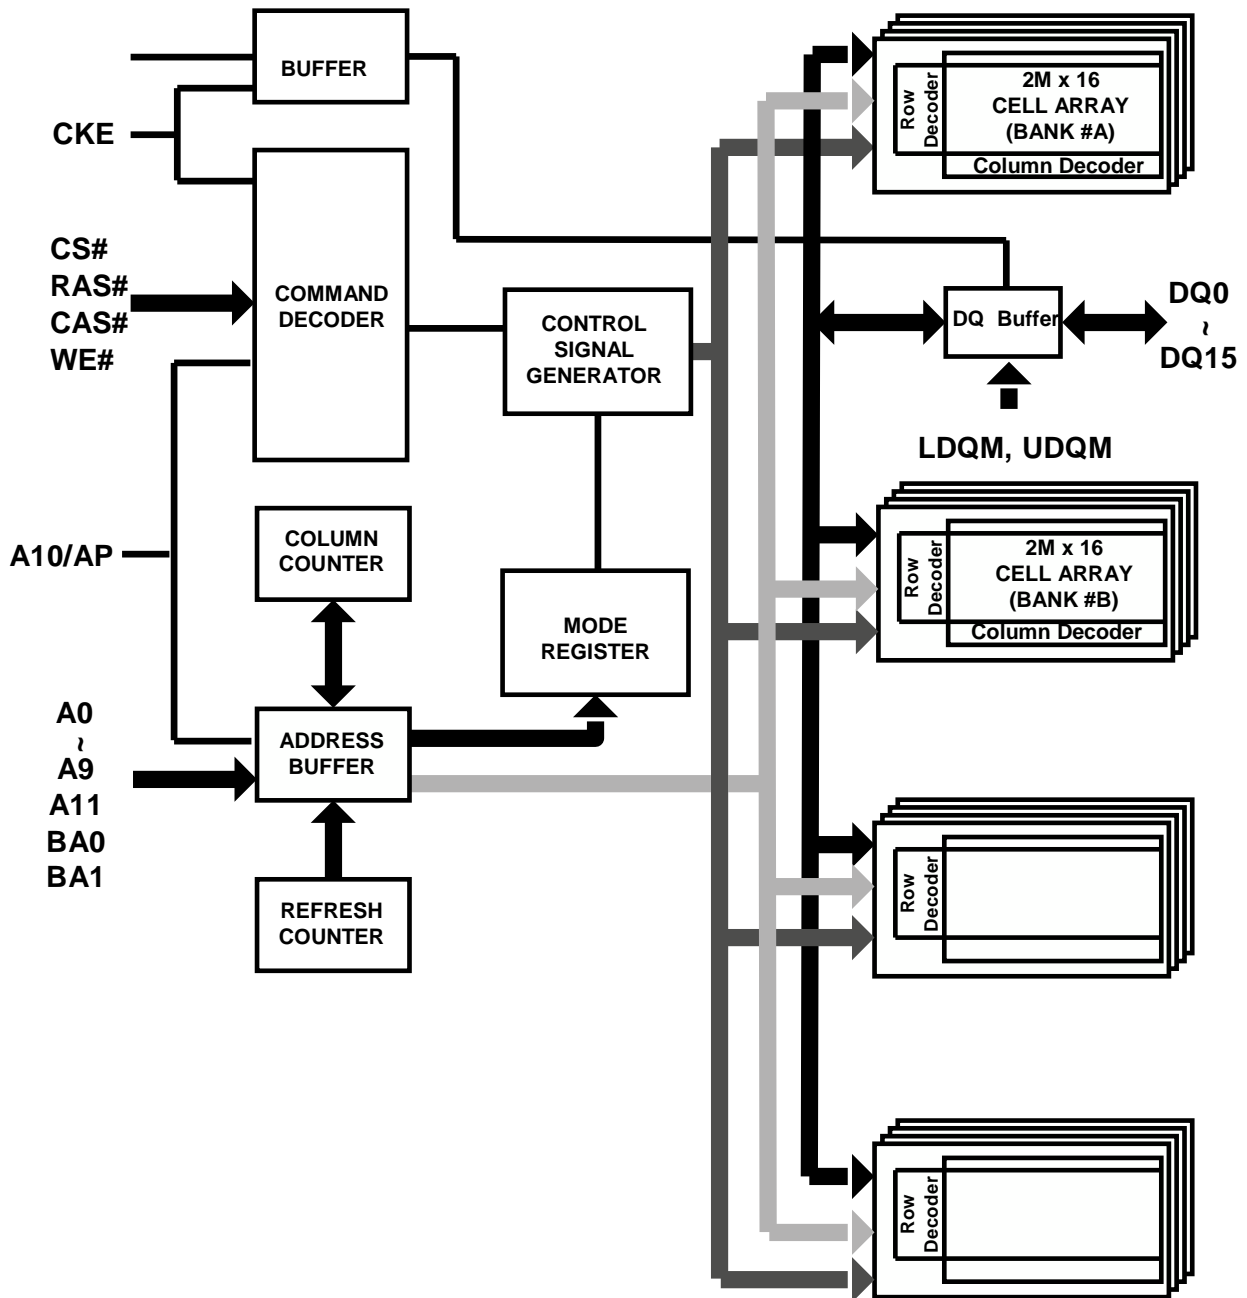 BUFFER
CKE
CS#
RAS#
CAS#
WE#
COMMAND
DECODER
CONTROL
SIGNAL
GENERATOR
A10/AP
COLUMN
COUNTER
MODE
REGISTER
A0
~
A9
A11
BA0
BA1
ADDRESS
BUFFER
REFRESH
COUNTER
Row
Decoder
2M x 16
CELL ARRAY
(BANK #A)
Column Decoder
DQ Buffer
DQ0
~
DQ15
LDQM, UDQM
Row
Decoder
2M x 16
CELL ARRAY
(BANK #B)
Column Decoder
Row
Decoder
Row
Decoder